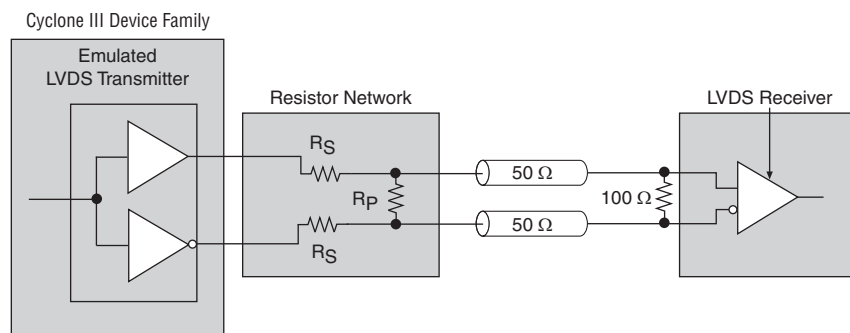 Cyclone III Device Family
Emulated
LVDS Transmitter
Resistor Network
LVDS Receiver
RS
50 Ω
RP
100 Ω
50 Ω
RS